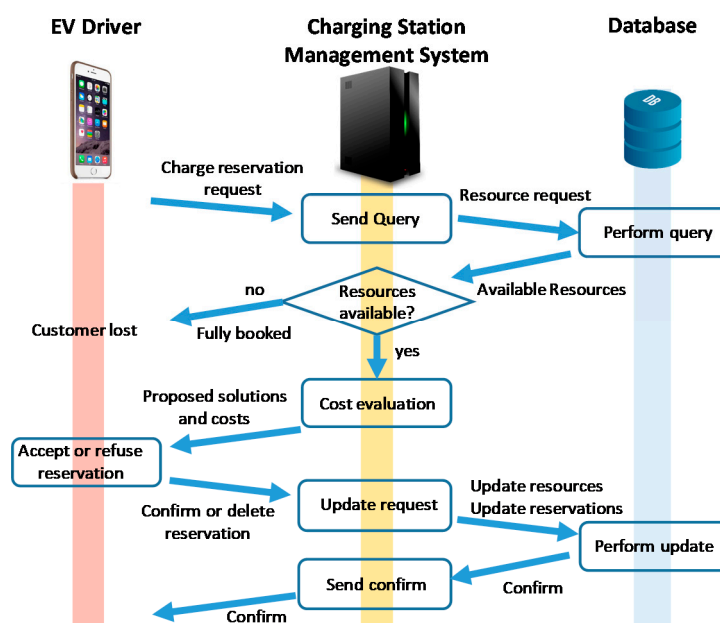 EV Driver
Charging Station
Management System
Database
DB
Charge reservation
request
Send Query
Resource request
Perform query
no
Resources
available?
Available Resources
Customer lost
Fully booked
yes
Proposed solutions
and costs
Cost evaluation
Accept or refuse
reservation
Confirm or delete
reservation
Update request
Update resources
Update reservations
Perform update
Send confirm
Confirm
Confirm